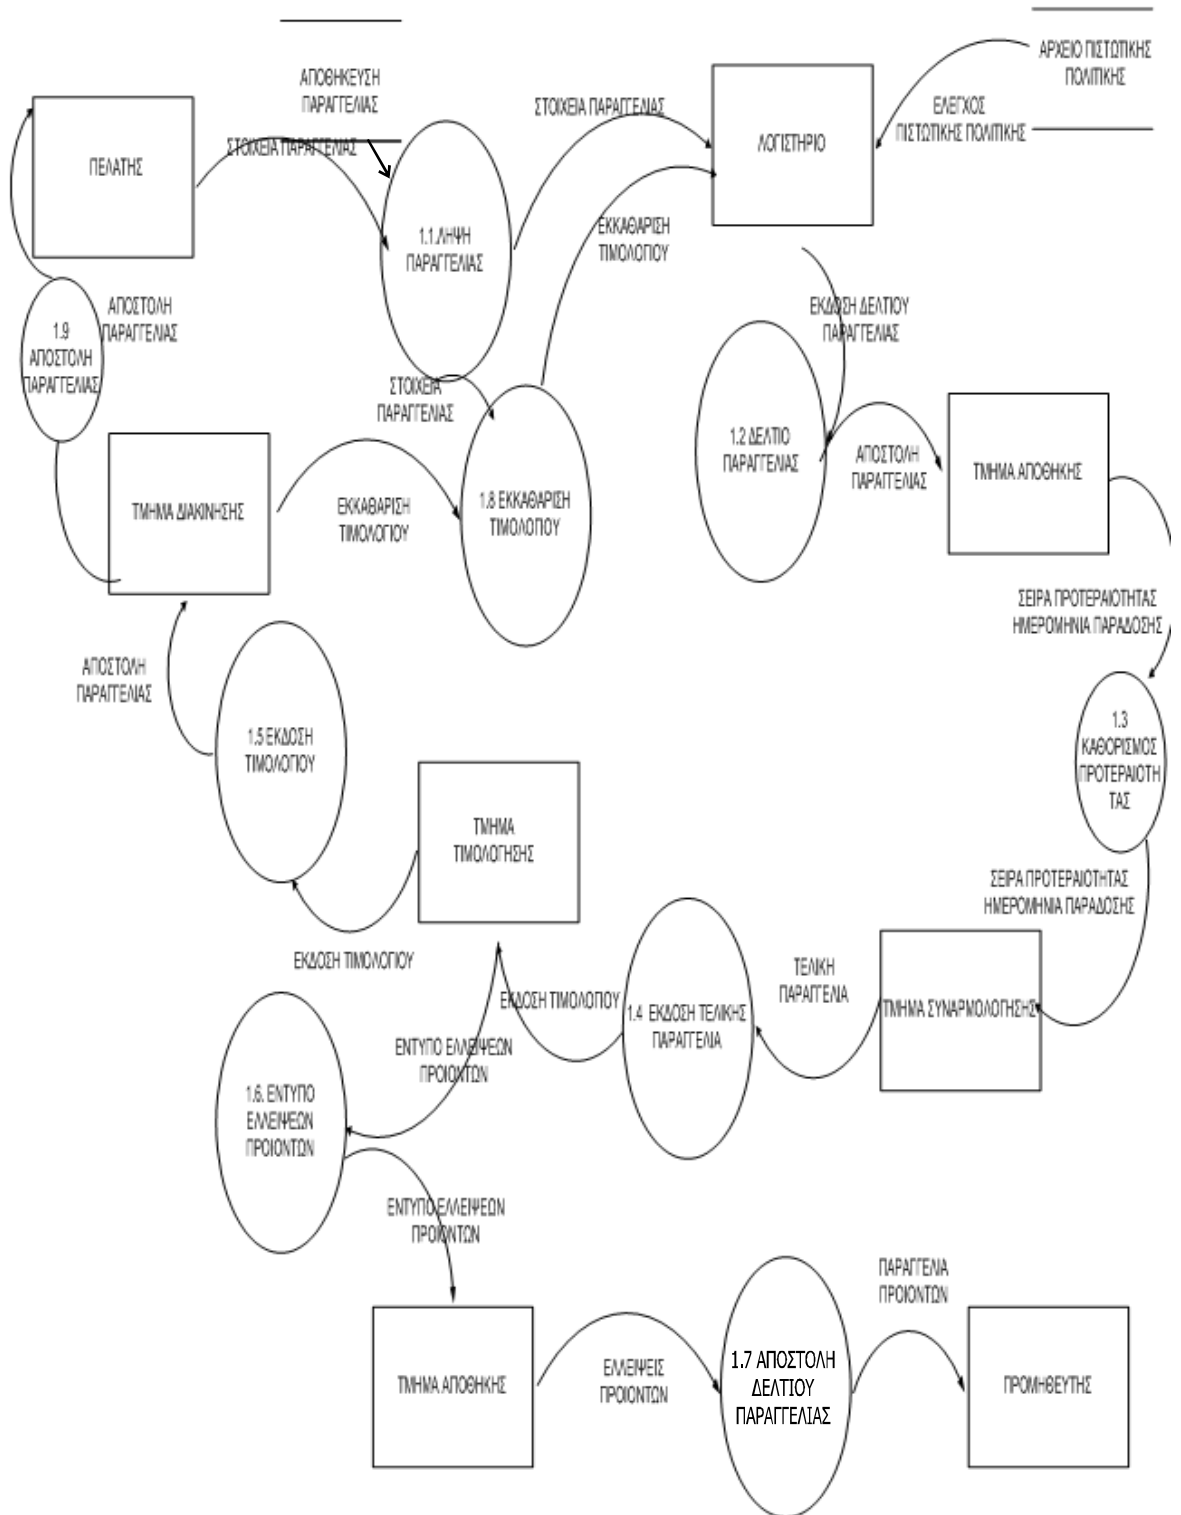 ΑΠΟΘΗΚΕΥΣΗ
ΠΑΡΑΓΓΕΛΙΑΣ
ΑΡΧΕΙΟ ΠΙΣΤΩΤΙΚΗΣ
ΠΟΛΙΤΙΚΗΣ
ΣΤΟΙΧΕΙΑ ΠΑΡΑΓΓΕΛΙΑΣ
ΕΛΕΓΧΟΣ
ΠΙΣΤΩΤΙΚΗΣ ΠΟΛΙΤΙΚΗΣ
ΠΕΛΑΤΗΣ
ΣΤΟΙΧΕΙΑ ΠΑΡΑΓΓΕΛΙΑΣ
ΛΟΓΙΣΤΗΡΙΟ
1.1.ΛΗΨΗ
ΠΑΡΑΓΓΕΛΙΑΣ
ΕΚΚΑΘΑΡΙΣΗ
ΤΙΜΟΛΟΓΙΟΥ
ΑΠΟΣΤΟΛΗ
ΠΑΡΑΓΓΕΛΙΑΣ
ΕΚΔΟΣΗ ΔΕΛΤΙΟΥ
ΠΑΡΑΓΓΕΛΙΑΣ
1.9
ΑΠΟΣΤΟΛΗ
ΠΑΡΑΓΓΕΛΙΑΣ
ΣΤΟΙΧΕΙΑ
ΠΑΡΑΓΓΕΛΙΑΣ
1.2 ΔΕΛΤΙΟ
ΠΑΡΑΓΓΕΛΙΑΣ
ΑΠΟΣΤΟΛΗ
ΠΑΡΑΓΓΕΛΙΑΣ
ΤΜΗΜΑ ΑΠΟΘΗΚΗΣ
ΤΜΗΜΑ ΔΙΑΚΙΝΗΣΗΣ
ΕΚΚΑΘΑΡΙΣΗ
ΤΙΜΟΛΟΓΙΟΥ
1.8 ΕΚΚΑΘΑΡΙΣΗ
ΤΙΜΟΛΟΓΙΟΥ
ΣΕΙΡΑ ΠΡΟΤΕΡΑΙΟΤΗΤΑΣ
ΗΜΕΡΟΜΗΝΙΑ ΠΑΡΑΔΟΣΗΣ
ΑΠΟΣΤΟΛΗ
ΠΑΡΑΓΓΕΛΙΑΣ
1.5 ΕΚΔΟΣΗ
ΤΙΜΟΛΟΓΙΟΥ
1.3
ΚΑΘΟΡΙΣΜΟΣ
ΠΡΟΤΕΡΑΙΟΤΗ
ΤΑΣ
ΤΜΗΜΑ
ΤΙΜΟΛΟΓΗΣΗΣ
ΣΕΙΡΑ ΠΡΟΤΕΡΑΙΟΤΗΤΑΣ
ΗΜΕΡΟΜΗΝΙΑ ΠΑΡΑΔΟΣΗΣ
ΕΚΔΟΣΗ ΤΙΜΟΛΟΓΙΟΥ
ΤΕΛΙΚΗ
ΠΑΡΑΓΓΕΛΙΑ
ΕΚΔΟΣΗ ΤΙΜΟΛΟΓΙΟΥ
1.4 ΕΚΔΟΣΗ ΤΕΛΙΚΗΣ
ΠΑΡΑΓΓΕΛΙΑ
ΤΜΗΜΑ ΣΥΝΑΡΜΟΛΟΓΗΣΗΣ
ΕΝΤΥΠΟ ΕΛΛΕΙΨΕΩΝ
ΠΡΟΙΟΝΤΩΝ
1.6. ΕΝΤΥΠΟ
ΕΛΛΕΙΨΕΩΝ
ΠΡΟΙΟΝΤΩΝ
ΕΝΤΥΠΟ ΕΛΛΕΙΨΕΩΝ
ΠΡΟΙΟΝΤΩΝ
ΠΑΡΑΓΓΕΛΙΑ
ΠΡΟΙΟΝΤΩΝ
ΤΜΗΜΑ ΑΠΟΘΗΚΗΣ
ΕΛΛΕΙΨΕΙΣ
ΠΡΟΙΟΝΤΩΝ
1.7 ΑΠΟΣΤΟΛΗ
ΔΕΛΤΙΟΥ
ΠΑΡΑΓΓΕΛΙΑΣ
ΠΡΟΜΗΘΕΥΤΗΣ